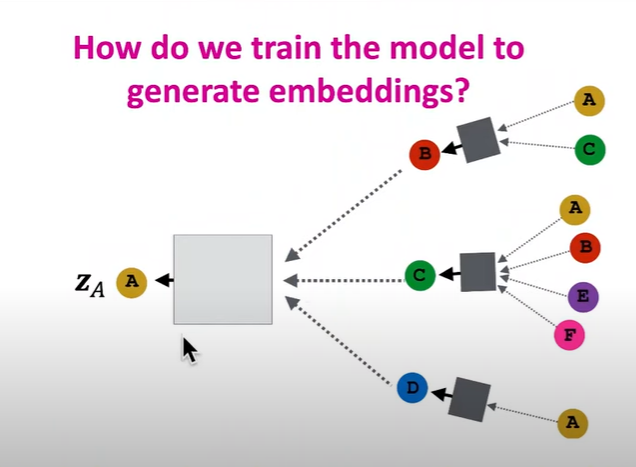 How do we train the model to
generate embeddings?
A
B
C
A
B
z_A A
C
E
F
D
A